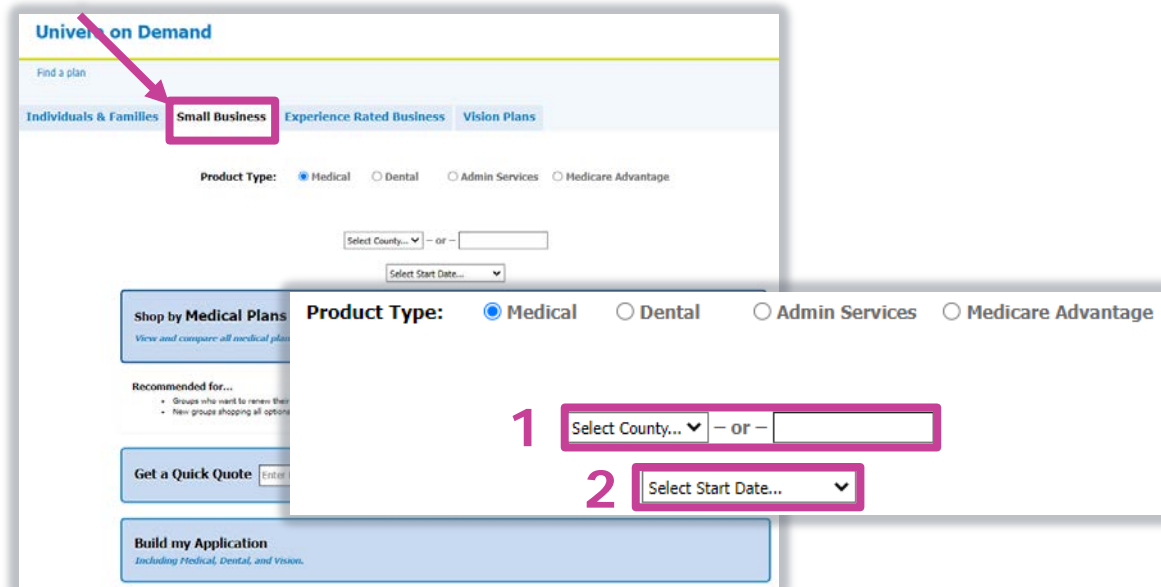 Univera on Demand
Find a plan
Individuals & Families Small Business Experience Rated Business Vision Plans
Product Type: Medical Dental Admin Services Medicare Advantage
Select County... – or –
Select Start Date...
Shop by Medical Plans
View and compare all medical
Recommended for...
Groups who want to renew their
New groups shopping all
Get a Quick Quote Enter
Build my Application
Including Medical, Dental, and Vision.
Product Type: Medical Dental Admin Services Medicare Advantage
1 Select County... – or –
2 Select Start Date...